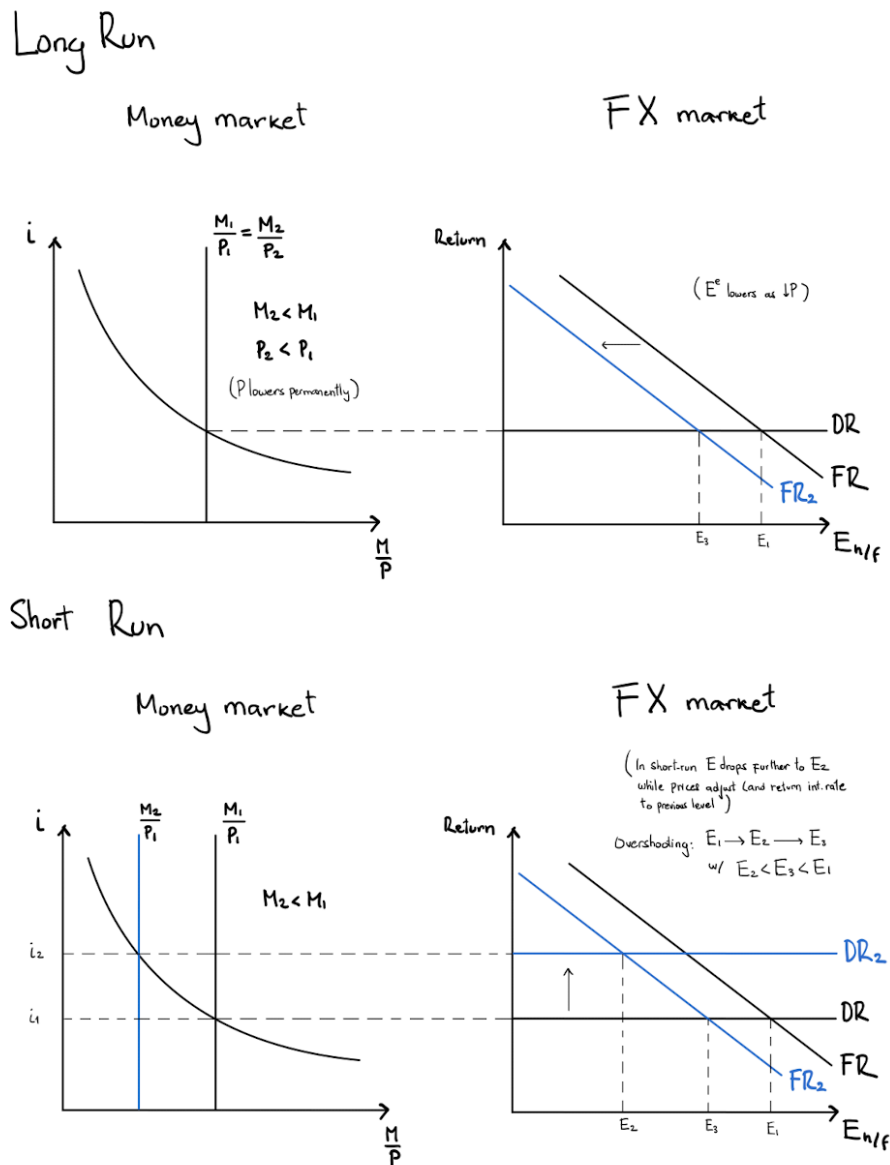 Long Run
Money market
FX market
i
M₁/P₁ = M₂/P₂
M₂ < M₁
P₂ < P₁
(P lowers permanently)
M/P
Return
(Eᵉ lowers as ↓P)
DR
FR
FR₂
E₃
E₁
Eₕ/f
Short Run
Money market
FX market
(In short-run E drops further to E₂
while prices adjust (and return int. rate
to previous level))
Overshooting: E₁ → E₂ → E₃
w/ E₂ < E₃ < E₁
i
M₂/P₁
M₁/P₁
M₂ < M₁
i₂
i₁
M/P
Return
DR₂
DR
FR
FR₂
E₂
E₃
E₁
Eₕ/f